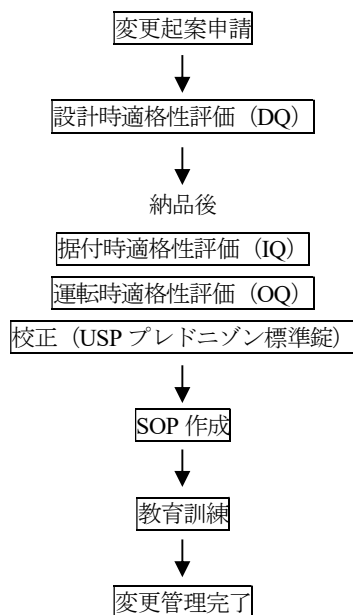 変更起案申請
設計時適格性評価（DQ）
納品後
据付時適格性評価（IQ）
運転時適格性評価（OQ）
校正（USP プレドニゾン標準錠）
SOP 作成
教育訓練
変更管理完了